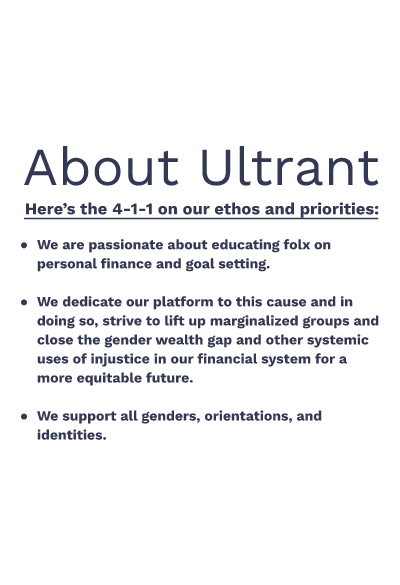 About Ultrant
Here’s the 4-1-1 on our ethos and priorities:
• We are passionate about educating folx on
personal finance and goal setting.
• We dedicate our platform to this cause and in
doing so, strive to lift up marginalized groups and
close the gender wealth gap and other systemic
uses of injustice in our financial system for a
more equitable future.
• We support all genders, orientations, and
identities.